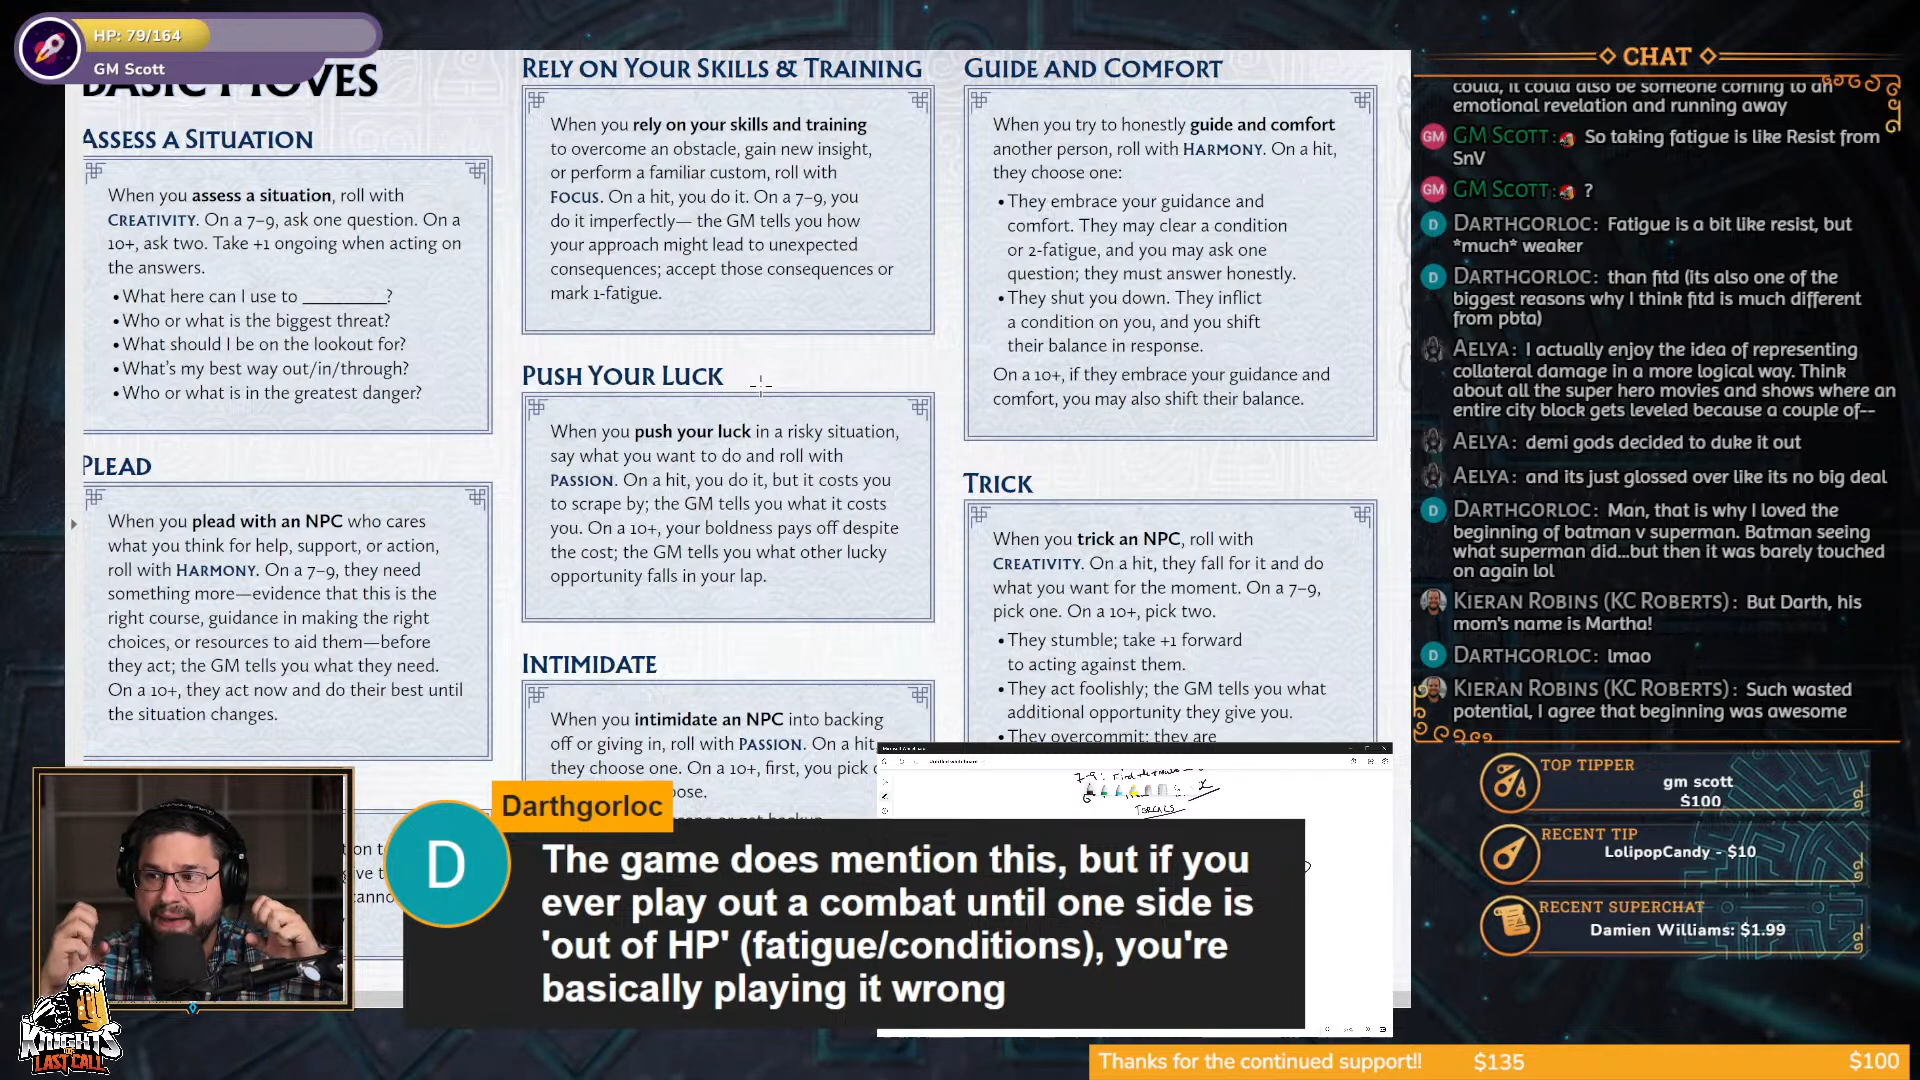 HP: 79/164
GM Scott
BASIC MOVES
ASSESS A SITUATION
When you assess a situation, roll with
CREATIVITY. On a 7–9, ask one question. On a
10+, ask two. Take +1 ongoing when acting on
the answers.
•What here can I use to _________?
•Who or what is the biggest threat?
•What should I be on the lookout for?
•What's my best way out/in/through?
•Who or what is in the greatest danger?
PLEAD
When you plead with an NPC who cares
what you think for help, support, or action,
roll with HARMONY. On a 7–9, they need
something more—evidence that this is the
right course, guidance in making the right
choices, or resources to aid them—before
they act; the GM tells you what they need.
On a 10+, they act now and do their best until
the situation changes.
RELY ON YOUR SKILLS & TRAINING
When you rely on your skills and training
to overcome an obstacle, gain new insight,
or perform a familiar custom, roll with
FOCUS. On a hit, you do it. On a 7–9, you
do it imperfectly— the GM tells you how
your approach might lead to unexpected
consequences; accept those consequences or
mark 1-fatigue.
PUSH YOUR LUCK
When you push your luck in a risky situation,
say what you want to do and roll with
PASSION. On a hit, you do it, but it costs you
to scrape by; the GM tells you what it costs
you. On a 10+, your boldness pays off despite
the cost; the GM tells you what other lucky
opportunity falls in your lap.
INTIMIDATE
When you intimidate an NPC into backing
off or giving in, roll with PASSION. On a hit,
they choose one. On a 10+, first, you pick
GUIDE AND COMFORT
When you try to honestly guide and comfort
another person, roll with HARMONY. On a hit,
they choose one:
•They embrace your guidance and
comfort. They may clear a condition
or 2-fatigue, and you may ask one
question; they must answer honestly.
•They shut you down. They inflict
a condition on you, and you shift
their balance in response.
On a 10+, if they embrace your guidance and
comfort, you may also shift their balance.
TRICK
When you trick an NPC, roll with
CREATIVITY. On a hit, they fall for it and do
what you want for the moment. On a 7–9,
pick one. On a 10+, pick two.
•They stumble; take +1 forward
to acting against them.
•They act foolishly; the GM tells you what
additional opportunity they give you.
•They overcommit; they are
7-9:
Darthgorloc
D
The game does mention this, but if you
ever play out a combat until one side is
'out of HP' (fatigue/conditions), you're
basically playing it wrong
KNIGHTS
OF
LAST CALL
CHAT
could, it could also be someone coming to an
emotional revelation and running away
GM SCOTT: So taking fatigue is like Resist from
SnV
GM SCOTT: ?
DARTHGORLOC: Fatigue is a bit like resist, but
*much* weaker
DARTHGORLOC: than fitd (its also one of the
biggest reasons why I think fitd is much different
from pbta)
AELYA: I actually enjoy the idea of representing
collateral damage in a more logical way. Think
about all the super hero movies and shows where an
entire city block gets leveled because a couple of--
AELYA: demi gods decided to duke it out
AELYA: and its just glossed over like its no big deal
DARTHGORLOC: Man, that is why I loved the
beginning of batman v superman. Batman seeing
what superman did...but then it was barely touched
on again lol
KIERAN ROBINS (KC ROBERTS): But Darth, his
mom's name is Martha!
DARTHGORLOC: lmao
KIERAN ROBINS (KC ROBERTS): Such wasted
potential, I agree that beginning was awesome
TOP TIPPER
gm scott
$100
RECENT TIP
LolipopCandy - $10
RECENT SUPERCHAT
Damien Williams: $1.99
Thanks for the continued support!! $135 $100